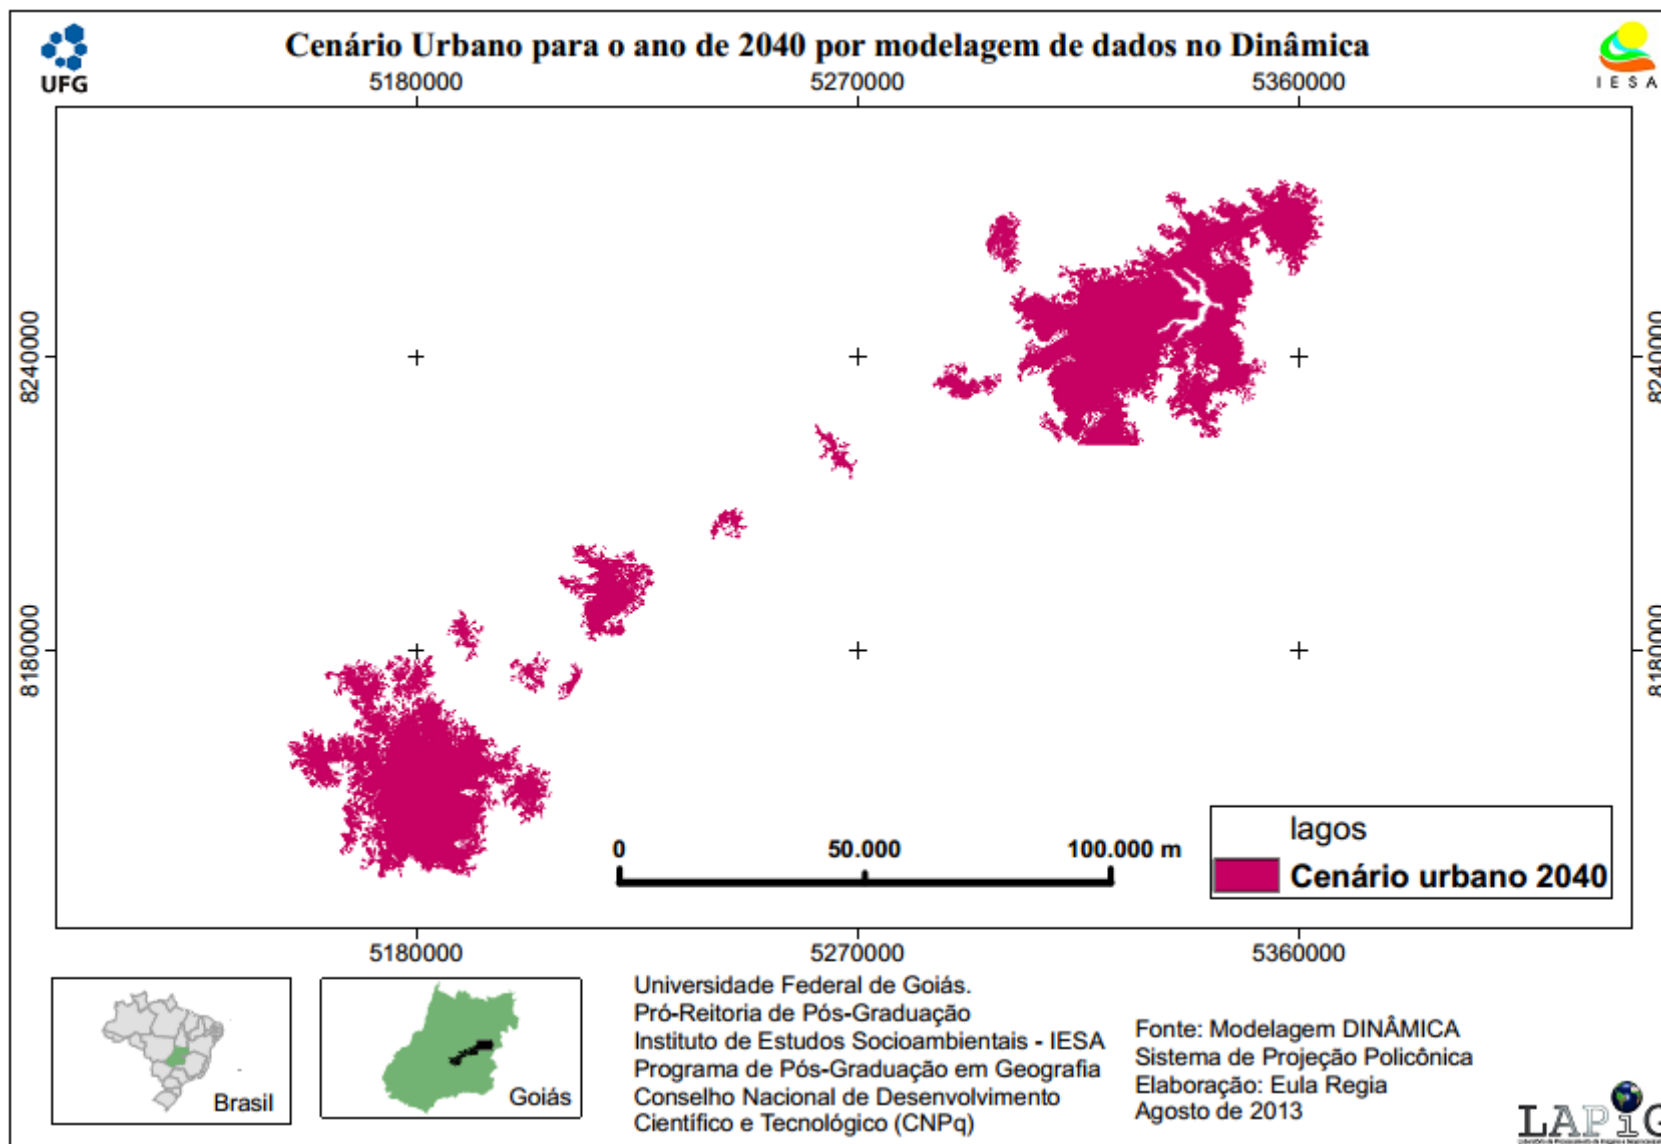 UFG
Cenário Urbano para o ano de 2040 por modelagem de dados no Dinâmica
IESA
5180000
5270000
5360000
8240000
8240000
8180000
8180000
0
50.000
100.000 m
lagos
Cenário urbano 2040
5180000
5270000
5360000
Brasil
Goiás
Universidade Federal de Goiás.
Pró-Reitoria de Pós-Graduação
Instituto de Estudos Socioambientais - IESA
Programa de Pós-Graduação em Geografia
Conselho Nacional de Desenvolvimento
Científico e Tecnológico (CNPq)
Fonte: Modelagem DINÂMICA
Sistema de Projeção Policônica
Elaboração: Eula Regia
Agosto de 2013
LAPiG